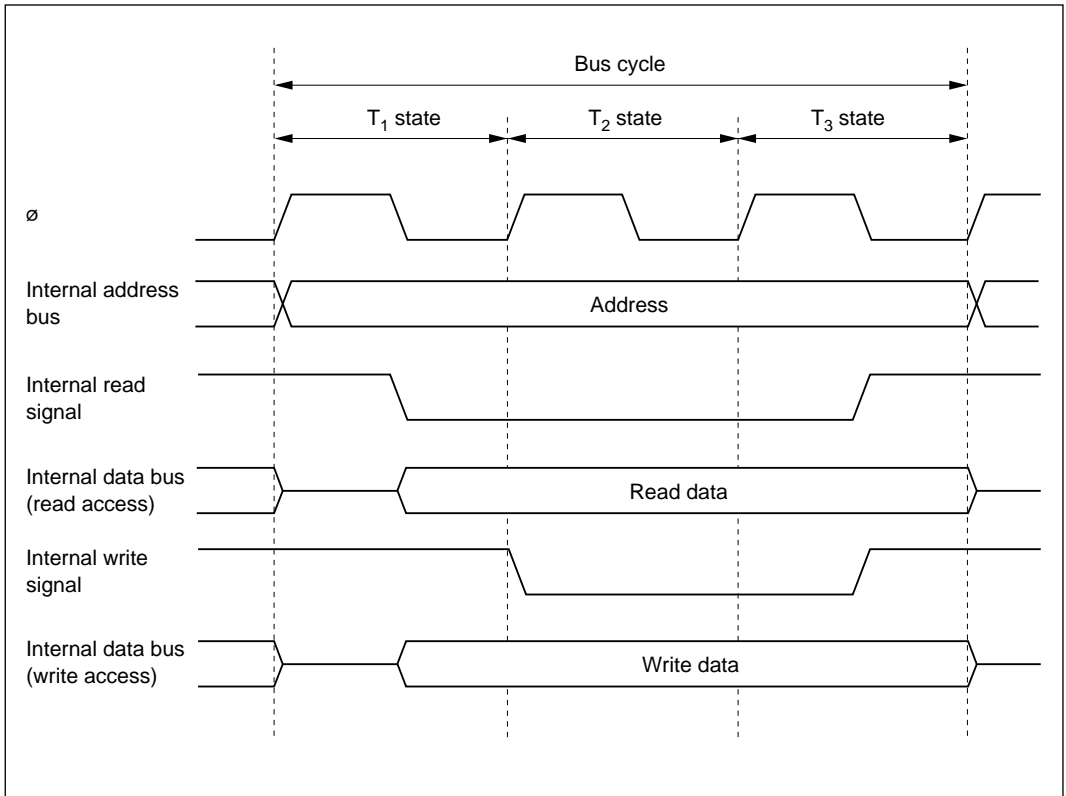 Bus cycle
T₁ state
T₂ state
T₃ state
ø
Internal address
bus
Address
Internal read
signal
Internal data bus
(read access)
Read data
Internal write
signal
Internal data bus
(write access)
Write data